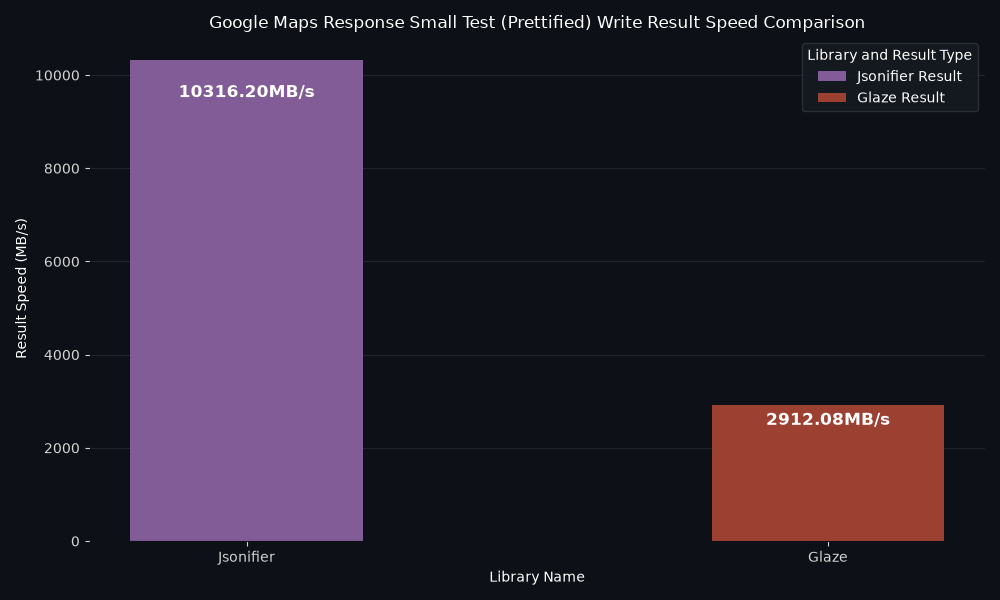 Google Maps Response Small Test (Prettified) Write Result Speed Comparison
Library and Result Type
Jsonifier Result
Glaze Result
10316.20MB/s
2912.08MB/s
Result Speed (MB/s)
10000
8000
6000
4000
2000
0
Jsonifier
Glaze
Library Name